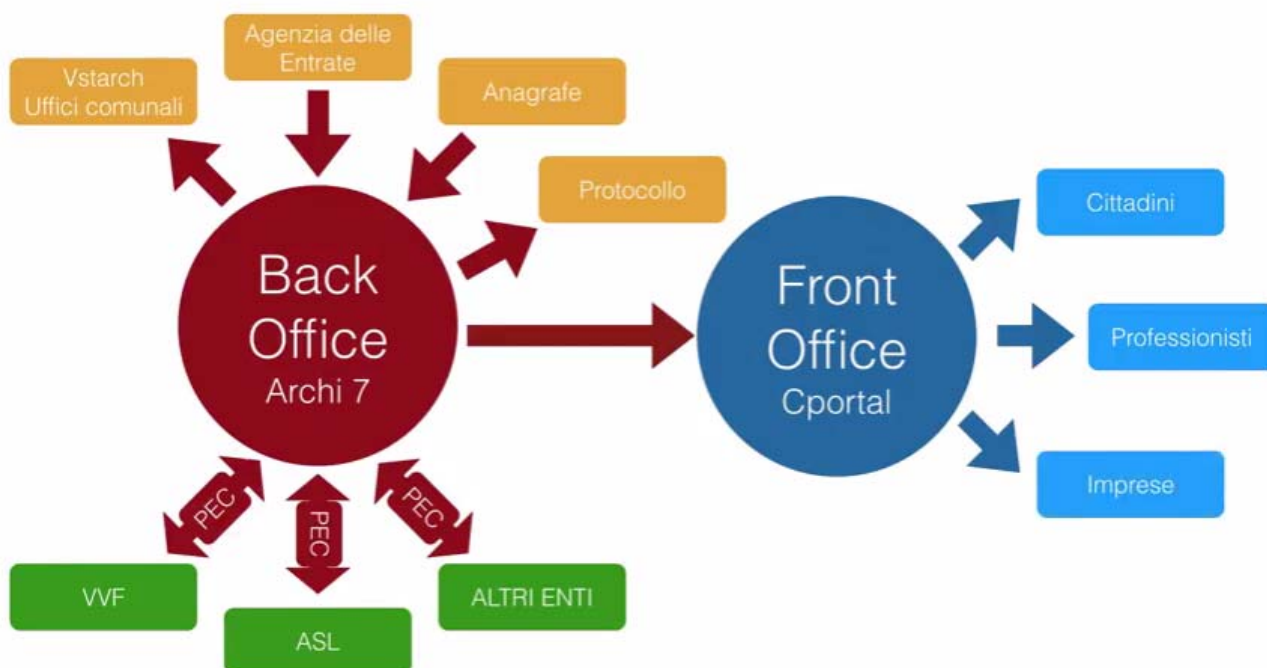 Agenzia delle
Entrate
Vstarch
Uffici comunali
Anagrafe
Protocollo
Back
Office
Archi 7
Front
Office
Cportal
Cittadini
Professionisti
Imprese
PEC
PEC
PEC
VVF
ASL
ALTRI ENTI